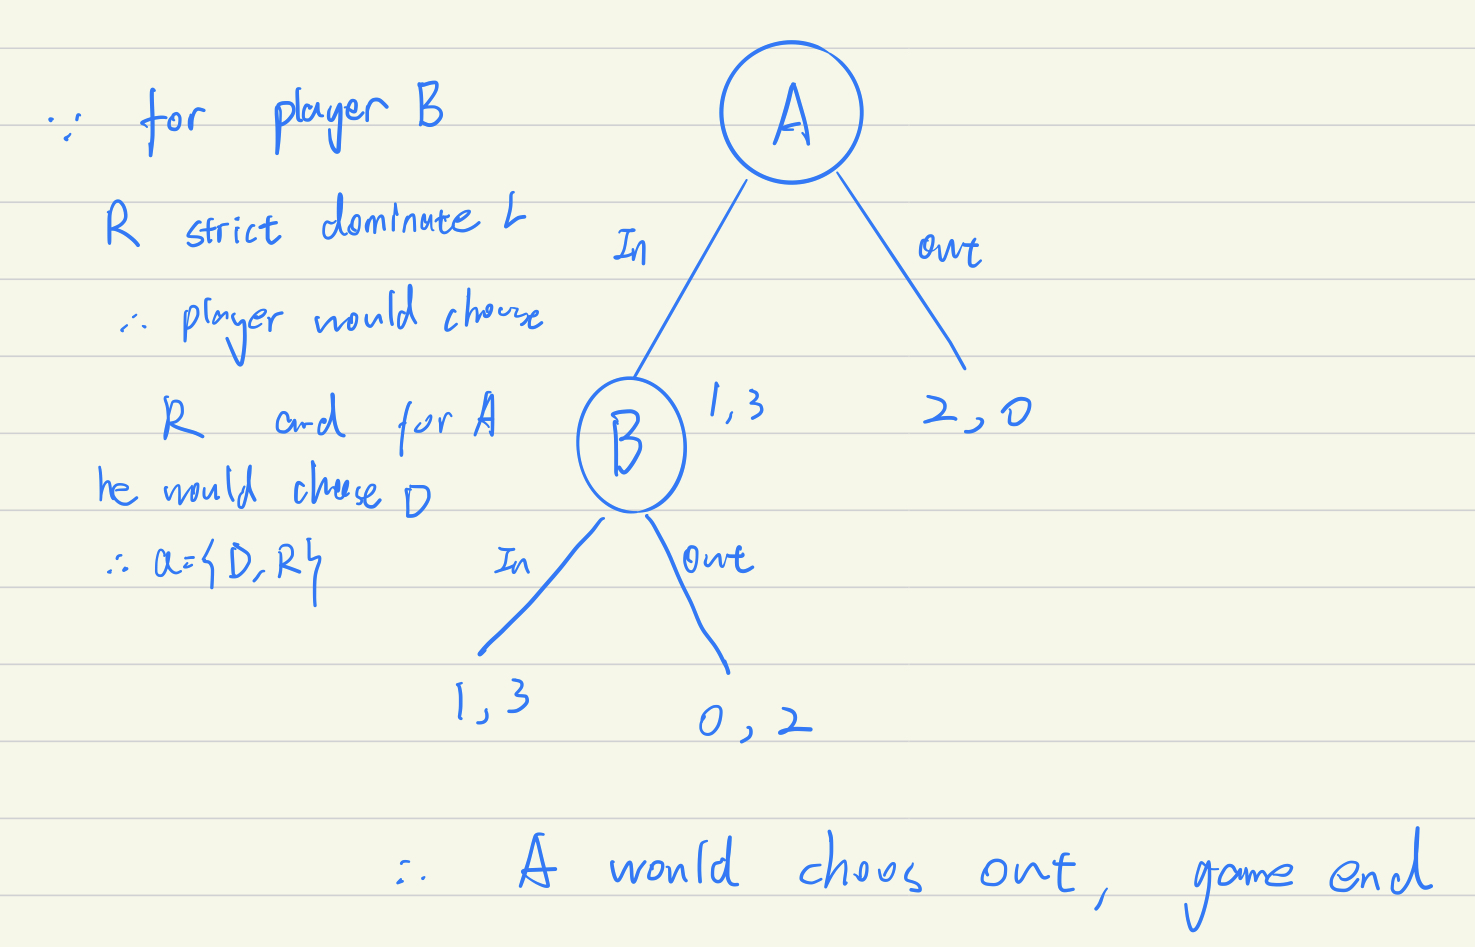 ∵ for player B
R strict dominate L
∴ player would choose
R and for A
he would choose D
∴ a={D, R}
A
In
out
B
1, 3
2, 0
In
out
1, 3
0, 2
∴ A would choos out, game end